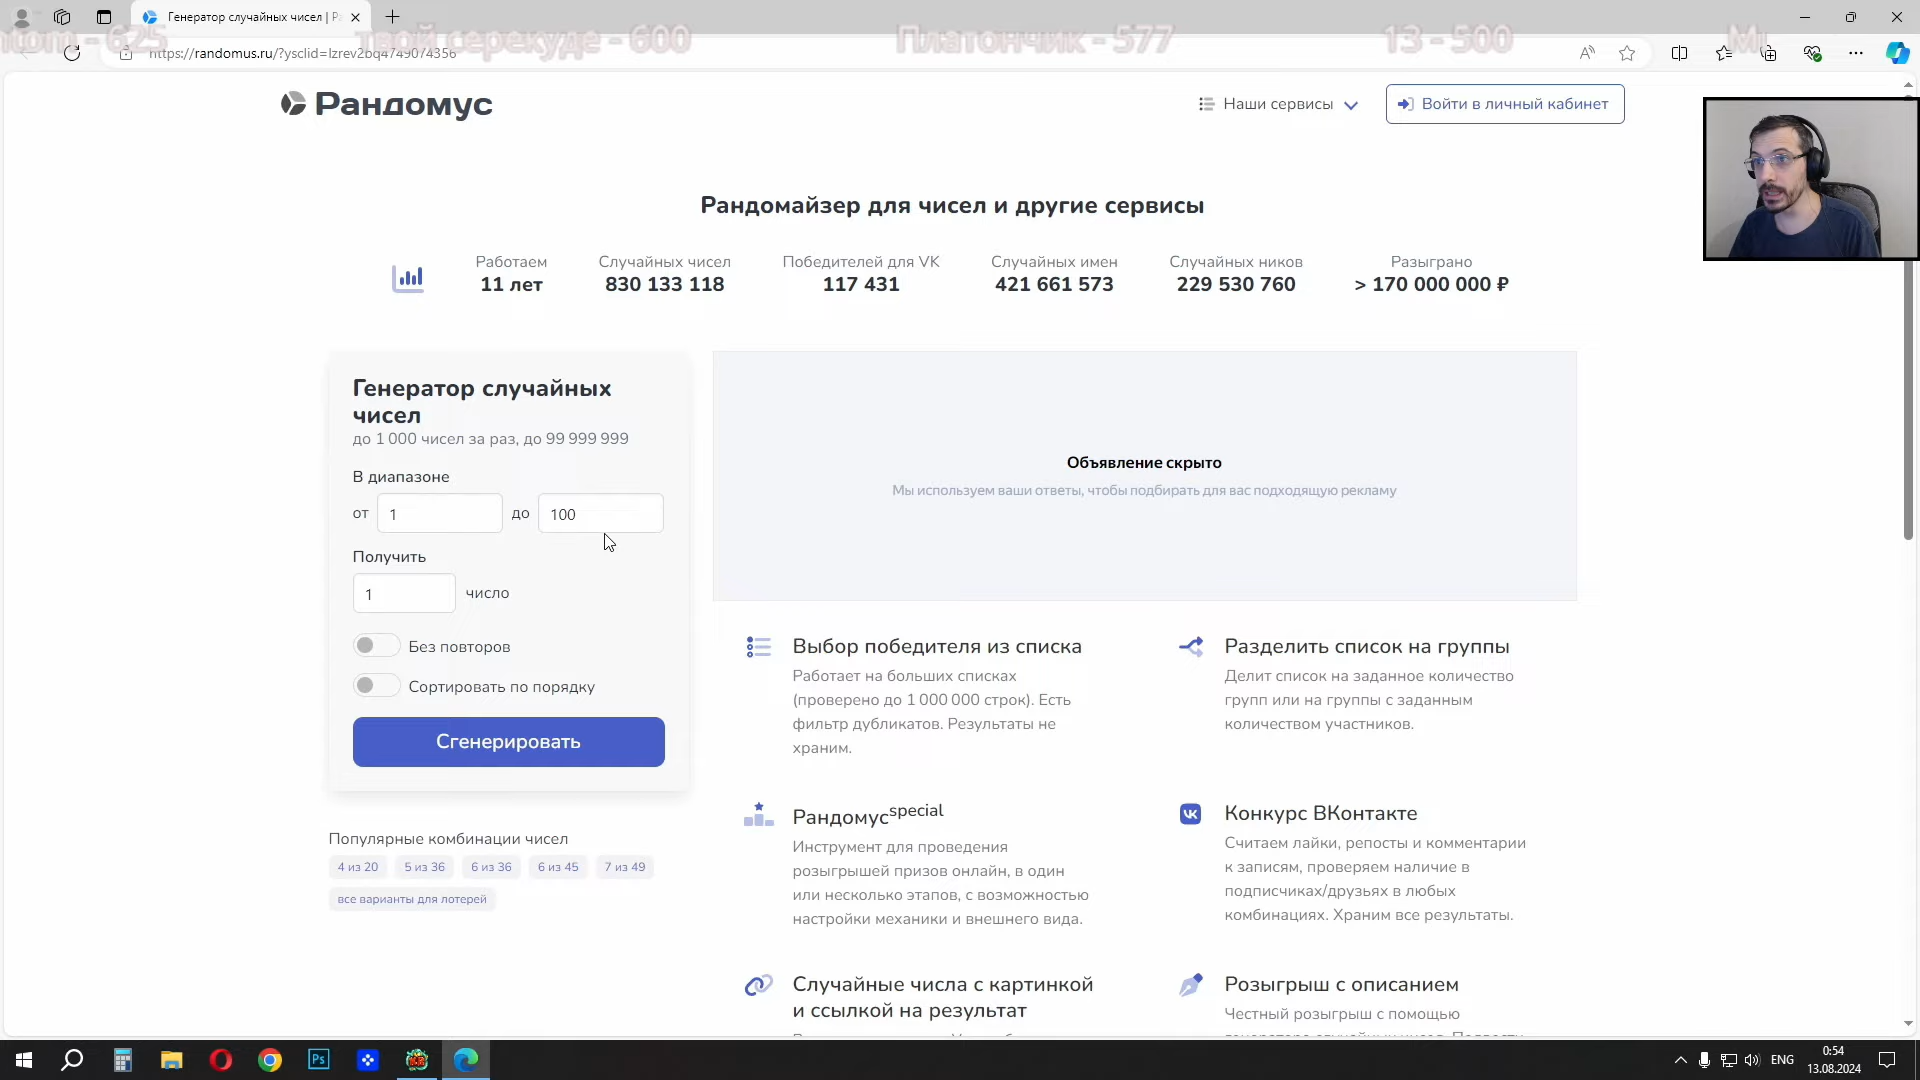 Генератор случайных чисел | Р
твой серекуде - 600
Платончик - 577
13 - 500
https://randomus.ru/?ysclid=lzrev2bq4749074356
Рандомус
Наши сервисы
Войти в личный кабинет
Рандомайзер для чисел и другие сервисы
Работаем
11 лет
Случайных чисел
830 133 118
Победителей для VK
117 431
Случайных имен
421 661 573
Случайных ников
229 530 760
Разыграно
> 170 000 000 ₽
Генератор случайных
чисел
до 1 000 чисел за раз, до 99 999 999
В диапазоне
от 1 до 100
Получить
1 число
Без повторов
Сортировать по порядку
Сгенерировать
Популярные комбинации чисел
4 из 20 5 из 36 6 из 36 6 из 45 7 из 49
все варианты для лотерей
Объявление скрыто
Мы используем ваши ответы, чтобы подбирать для вас подходящую рекламу
Выбор победителя из списка
Работает на больших списках
(проверено до 1 000 000 строк). Есть
фильтр дубликатов. Результаты не
храним.
Разделить список на группы
Делит список на заданное количество
групп или на группы с заданным
количеством участников.
Рандомус special
Инструмент для проведения
розыгрышей призов онлайн, в один
или несколько этапов, с возможностью
настройки механики и внешнего вида.
Конкурс ВКонтакте
Считаем лайки, репосты и комментарии
к записям, проверяем наличие в
подписчиках/друзьях в любых
комбинациях. Храним все результаты.
Случайные числа с картинкой
и ссылкой на результат
Розыгрыш с описанием
Честный розыгрыш с помощью
Ps
ENG
0:54
13.08.2024